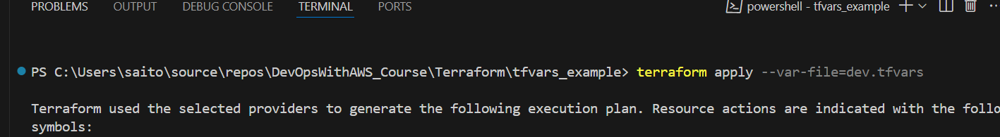 PROBLEMS OUTPUT DEBUG CONSOLE TERMINAL PORTS powershell - tfvars_example
PS C:\Users\saito\source\repos\DevOpsWithAWS_Course\Terraform\tfvars_example> terraform apply --var-file=dev.tfvars
Terraform used the selected providers to generate the following execution plan. Resource actions are indicated with the follo
symbols: